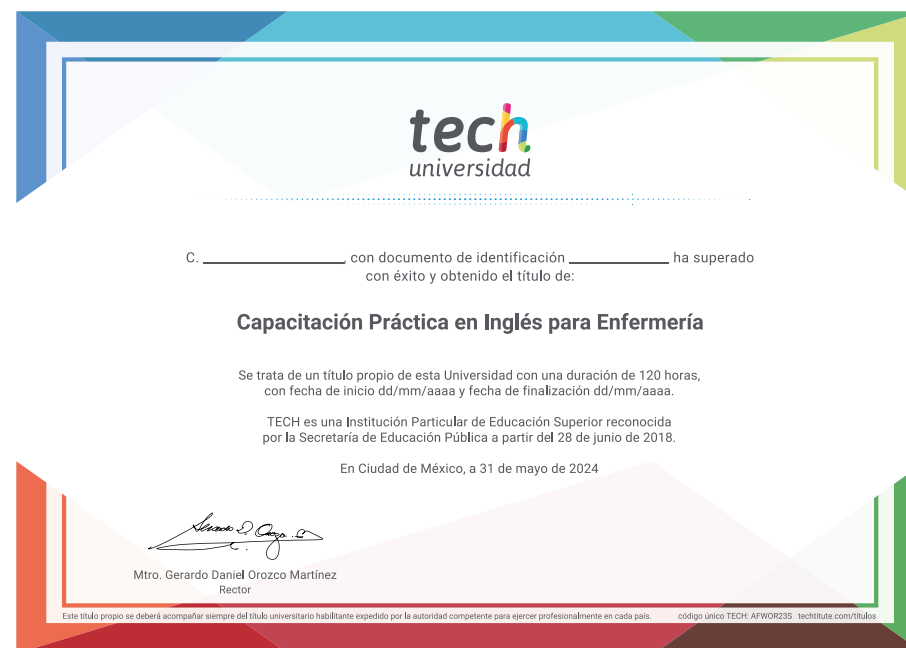 tech
universidad
C. ____________________, con documento de identificación ______________ ha superado
con éxito y obtenido el título de:
Capacitación Práctica en Inglés para Enfermería
Se trata de un título propio de esta Universidad con una duración de 120 horas,
con fecha de inicio dd/mm/aaaa y fecha de finalización dd/mm/aaaa.
TECH es una Institución Particular de Educación Superior reconocida
por la Secretaría de Educación Pública a partir del 28 de junio de 2018.
En Ciudad de México, a 31 de mayo de 2024
Mtro. Gerardo Daniel Orozco Martínez
Rector
Este título propio se deberá acompañar siempre del título universitario habilitante expedido por la autoridad competente para ejercer profesionalmente en cada país. código único TECH: AFWOR23S techtitute.com/titulos